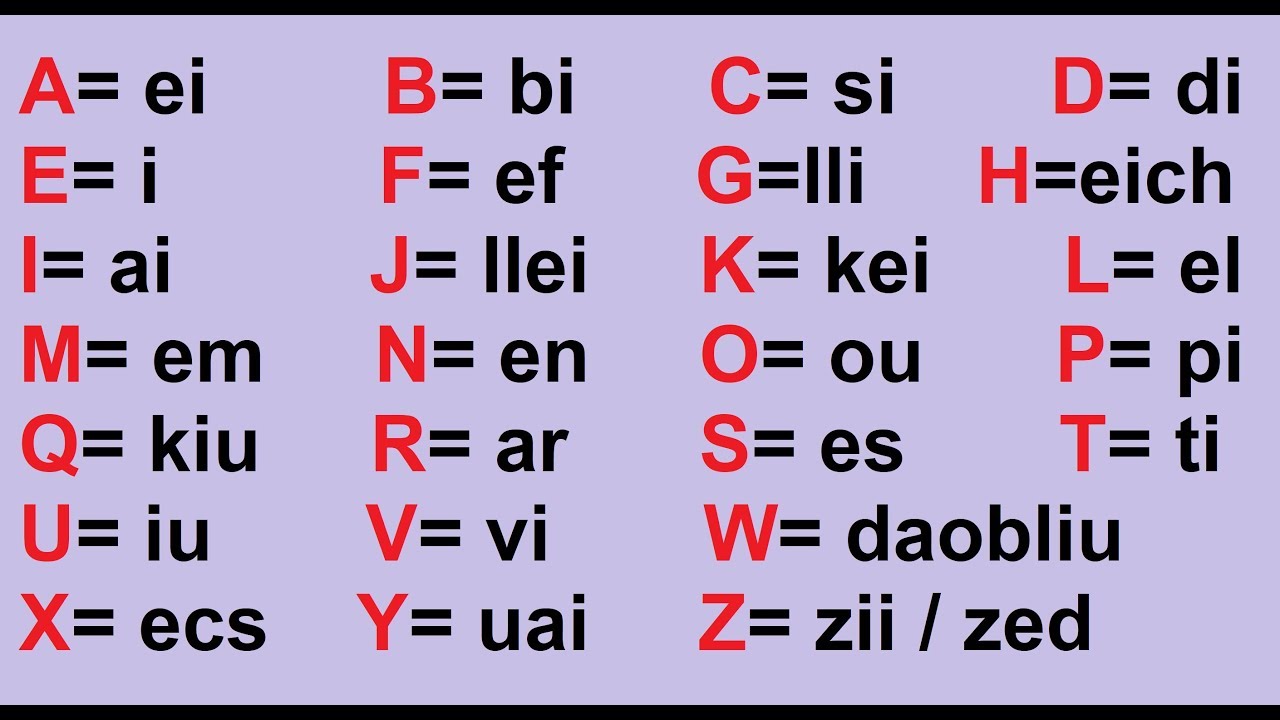 A= ei B= bi C= si D= di
E= i F= ef G=lli H=eich
I= ai J= llei K= kei L= el
M= em N= en O= ou P= pi
Q= kiu R= ar S= es T= ti
U= iu V= vi W= daobliu
X= ecs Y= uai Z= zii / zed